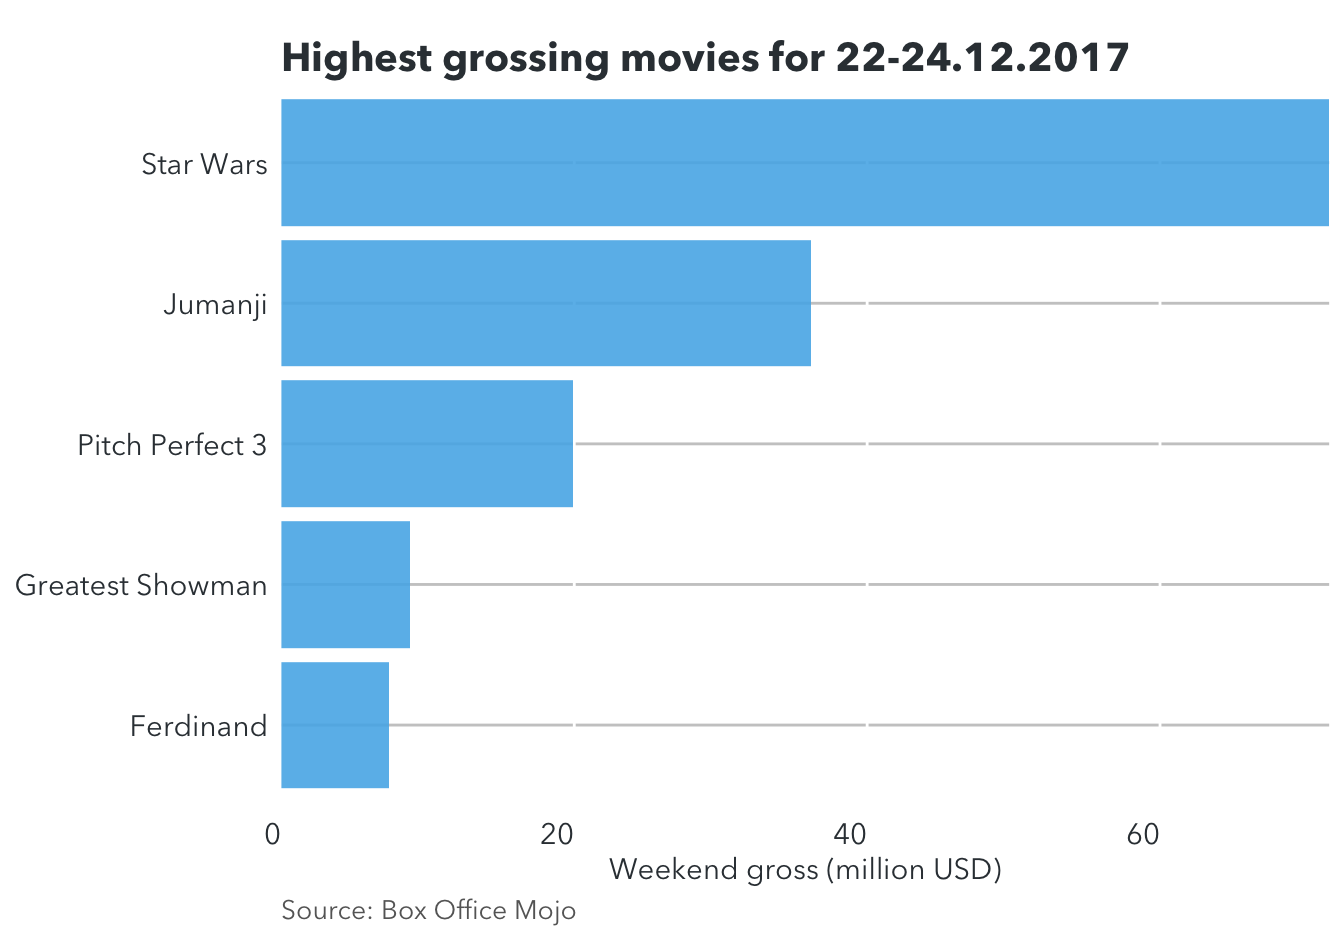 Highest grossing movies for 22-24.12.2017
Star Wars
Jumanji
Pitch Perfect 3
Greatest Showman
Ferdinand
0 20 40 60
Weekend gross (million USD)
Source: Box Office Mojo